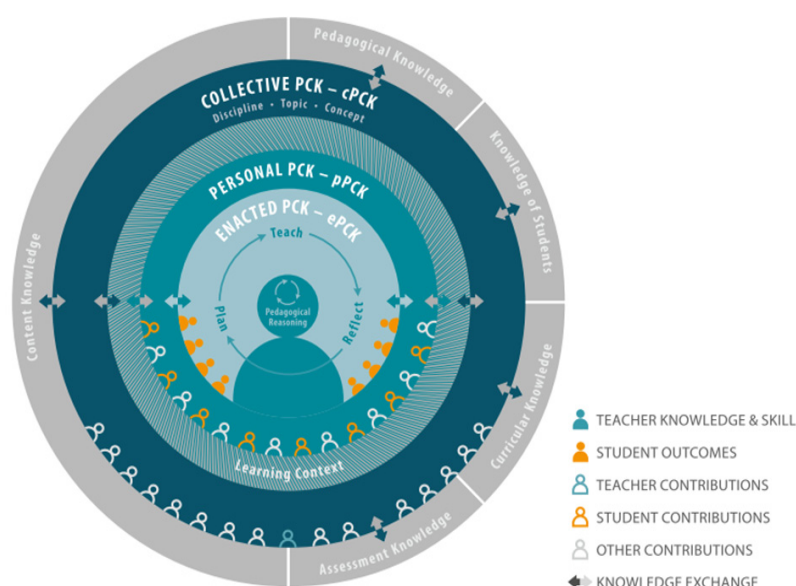 Pedagogical Knowledge
COLLECTIVE PCK – cPCK
Discipline • Topic • Concept
Knowledge of Students
PERSONAL PCK – pPCK
ENACTED PCK – ePCK
Teach
Content Knowledge
Pedagogical
Reasoning
Plan
Reflect
Curricular Knowledge
Learning Context
Assessment Knowledge
TEACHER KNOWLEDGE & SKILL
STUDENT OUTCOMES
TEACHER CONTRIBUTIONS
STUDENT CONTRIBUTIONS
OTHER CONTRIBUTIONS
KNOWLEDGE EXCHANGE